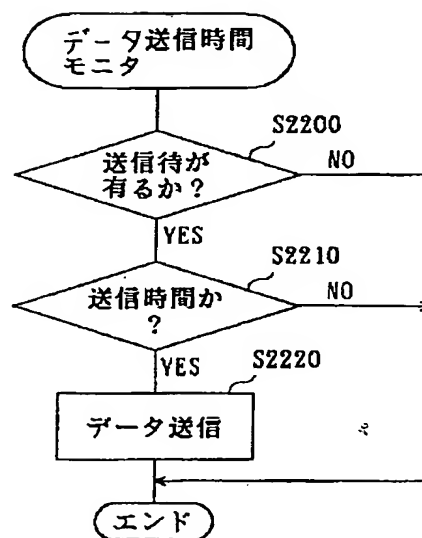 データ送信時間
モニタ
S2200
送信待が
有るか？
NO
YES
S2210
送信時間か
？
NO
YES
S2220
データ送信
エンド